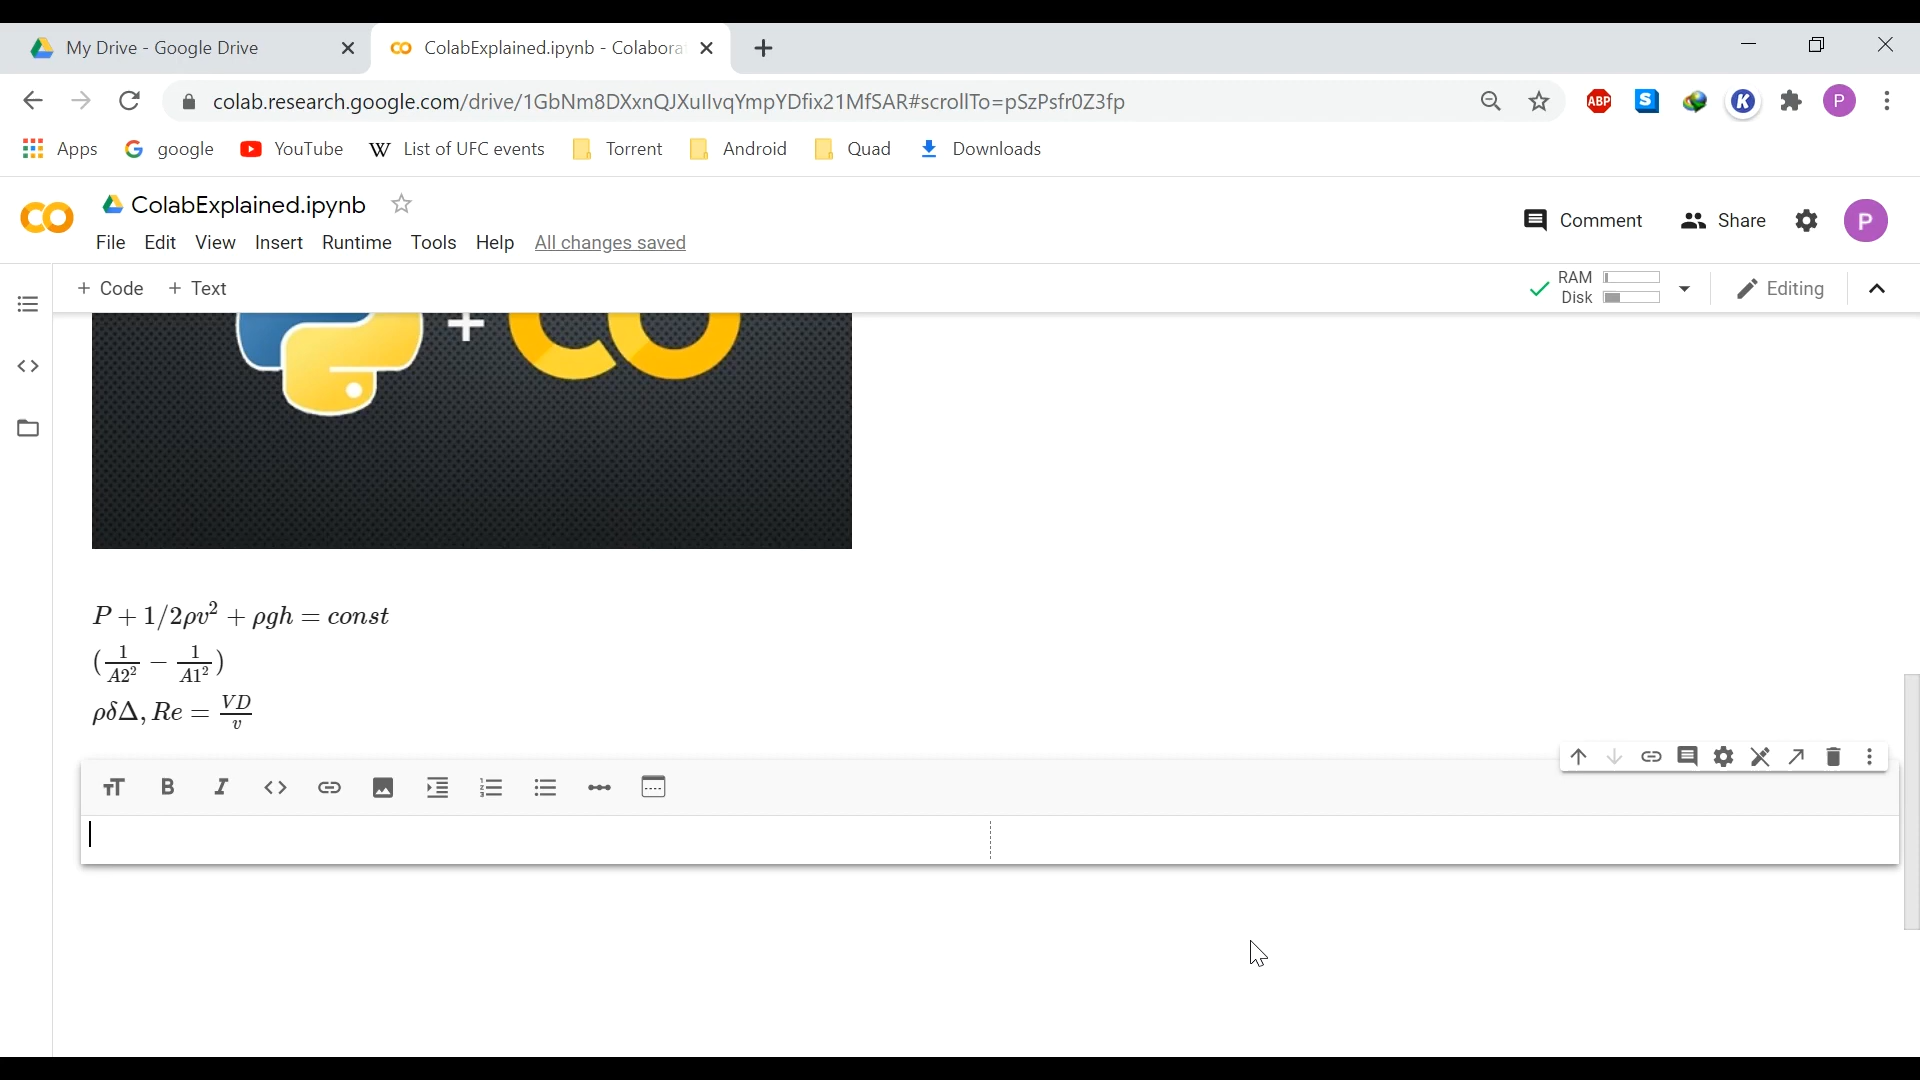 My Drive - Google Drive
ColabExplained.ipynb - Colabora
colab.research.google.com/drive/1GbNm8DXxnQJXuIlvqYmpYDfix21MfSAR#scrollTo=pSzPsfr0Z3fp
ABP S K P
Apps google YouTube W List of UFC events Torrent Android Quad Downloads
ColabExplained.ipynb
Comment Share P
File Edit View Insert Runtime Tools Help All changes saved
+ Code + Text RAM Disk Editing
+
P + 1/2ρv² + ρgh = const
(1/A2² − 1/A1²)
ρδΔ, Re = VD/v
B I